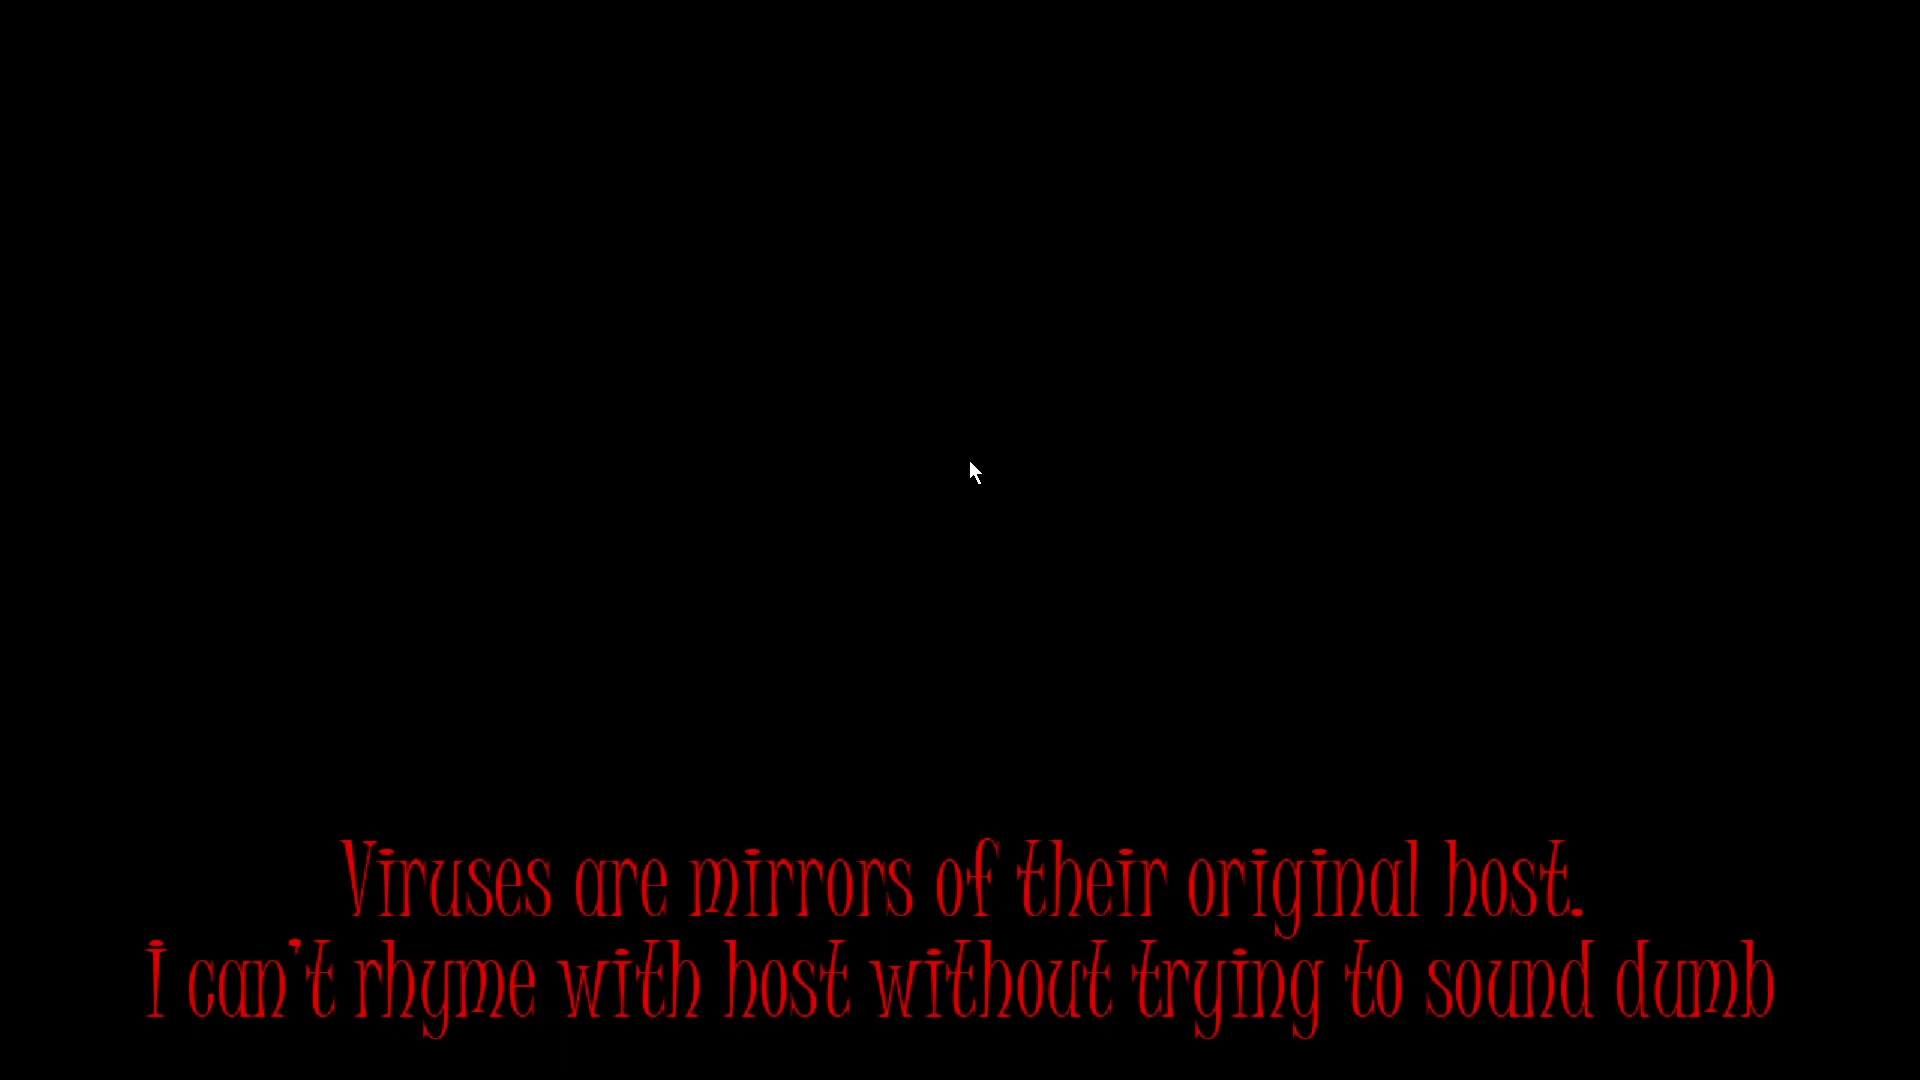 Viruses are mirrors of their original host.
I can't rhyme with host without trying to sound dumb